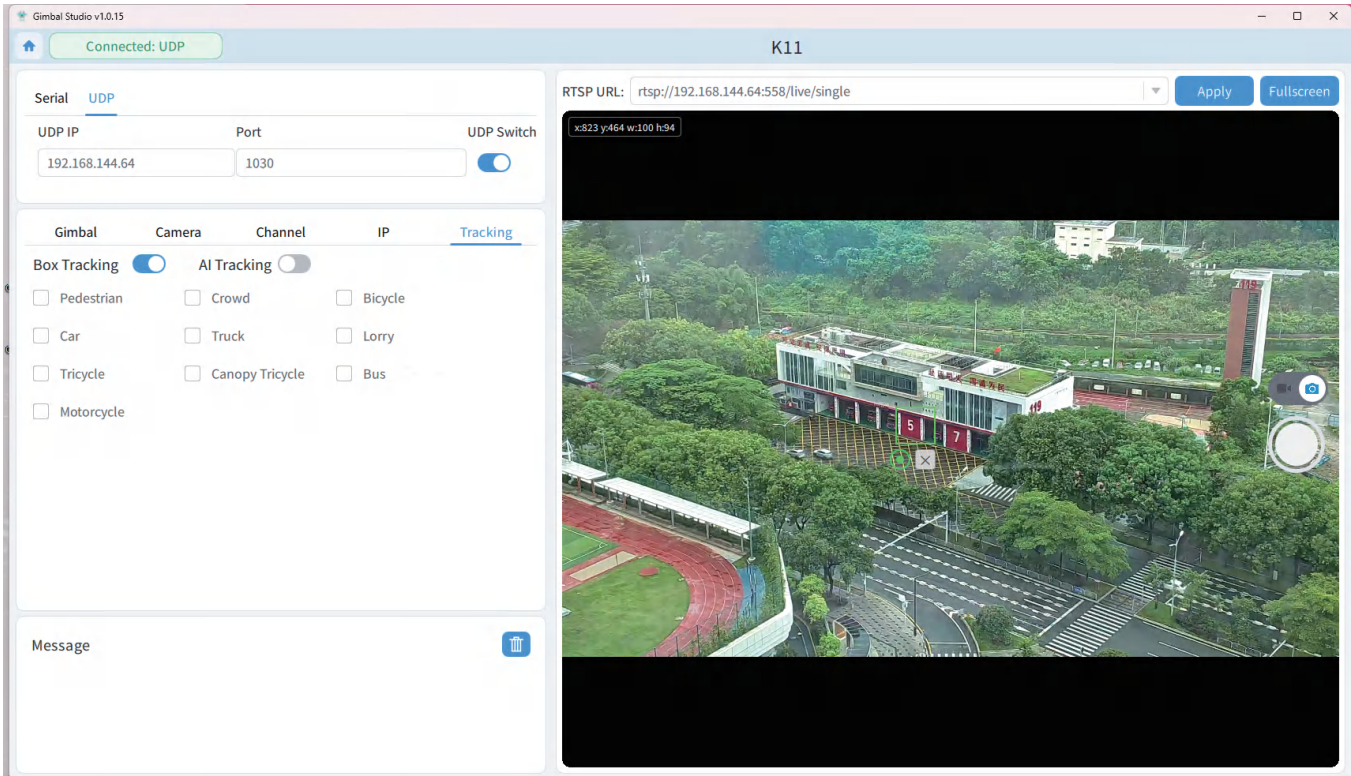 Gimbal Studio v1.0.15
Connected: UDP
K11
Serial UDP
UDP IP Port UDP Switch
192.168.144.64 1030
Gimbal Camera Channel IP Tracking
Box Tracking AI Tracking
Pedestrian Crowd Bicycle
Car Truck Lorry
Tricycle Canopy Tricycle Bus
Motorcycle
Message
RTSP URL: rtsp://192.168.144.64:558/live/single Apply Fullscreen
x:823 y:464 w:100 h:94
119
119
5
7